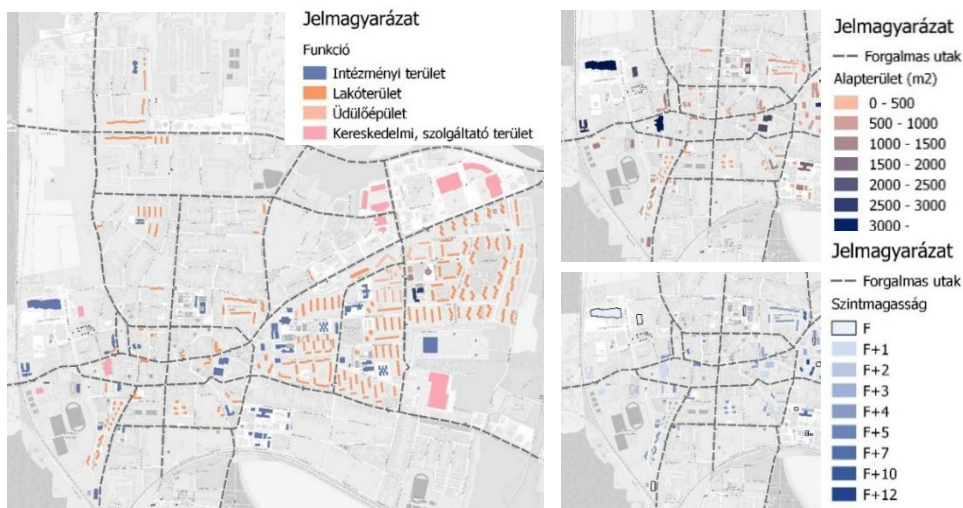 Jelmagyarázat
Funkció
Intézményi terület
Lakóterület
Üdülőépület
Kereskedelmi, szolgáltató terület
Jelmagyarázat
Forgalmas utak
Alapterület (m2)
0 - 500
500 - 1000
1000 - 1500
1500 - 2000
2000 - 2500
2500 - 3000
3000 -
Jelmagyarázat
Forgalmas utak
Szintmagasság
F
F+1
F+2
F+3
F+4
F+5
F+7
F+10
F+12